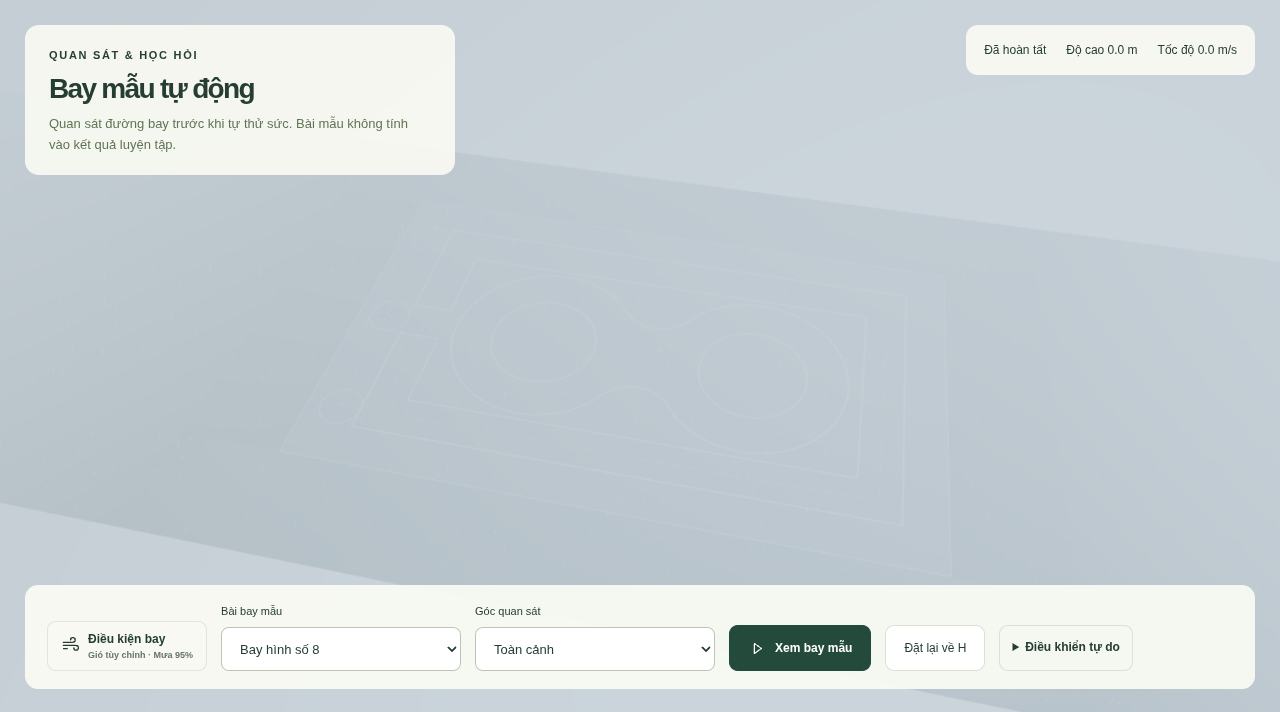 QUAN SÁT & HỌC HỎI
Bay mẫu tự động
Quan sát đường bay trước khi tự thử sức. Bài mẫu không tính
vào kết quả luyện tập.
Đã hoàn tất Độ cao 0.0 m Tốc độ 0.0 m/s
Điều kiện bay
Gió tùy chỉnh · Mưa 95%
Bài bay mẫu
Bay hình số 8
Góc quan sát
Toàn cảnh
Xem bay mẫu
Đặt lại về H
Điều khiển tự do